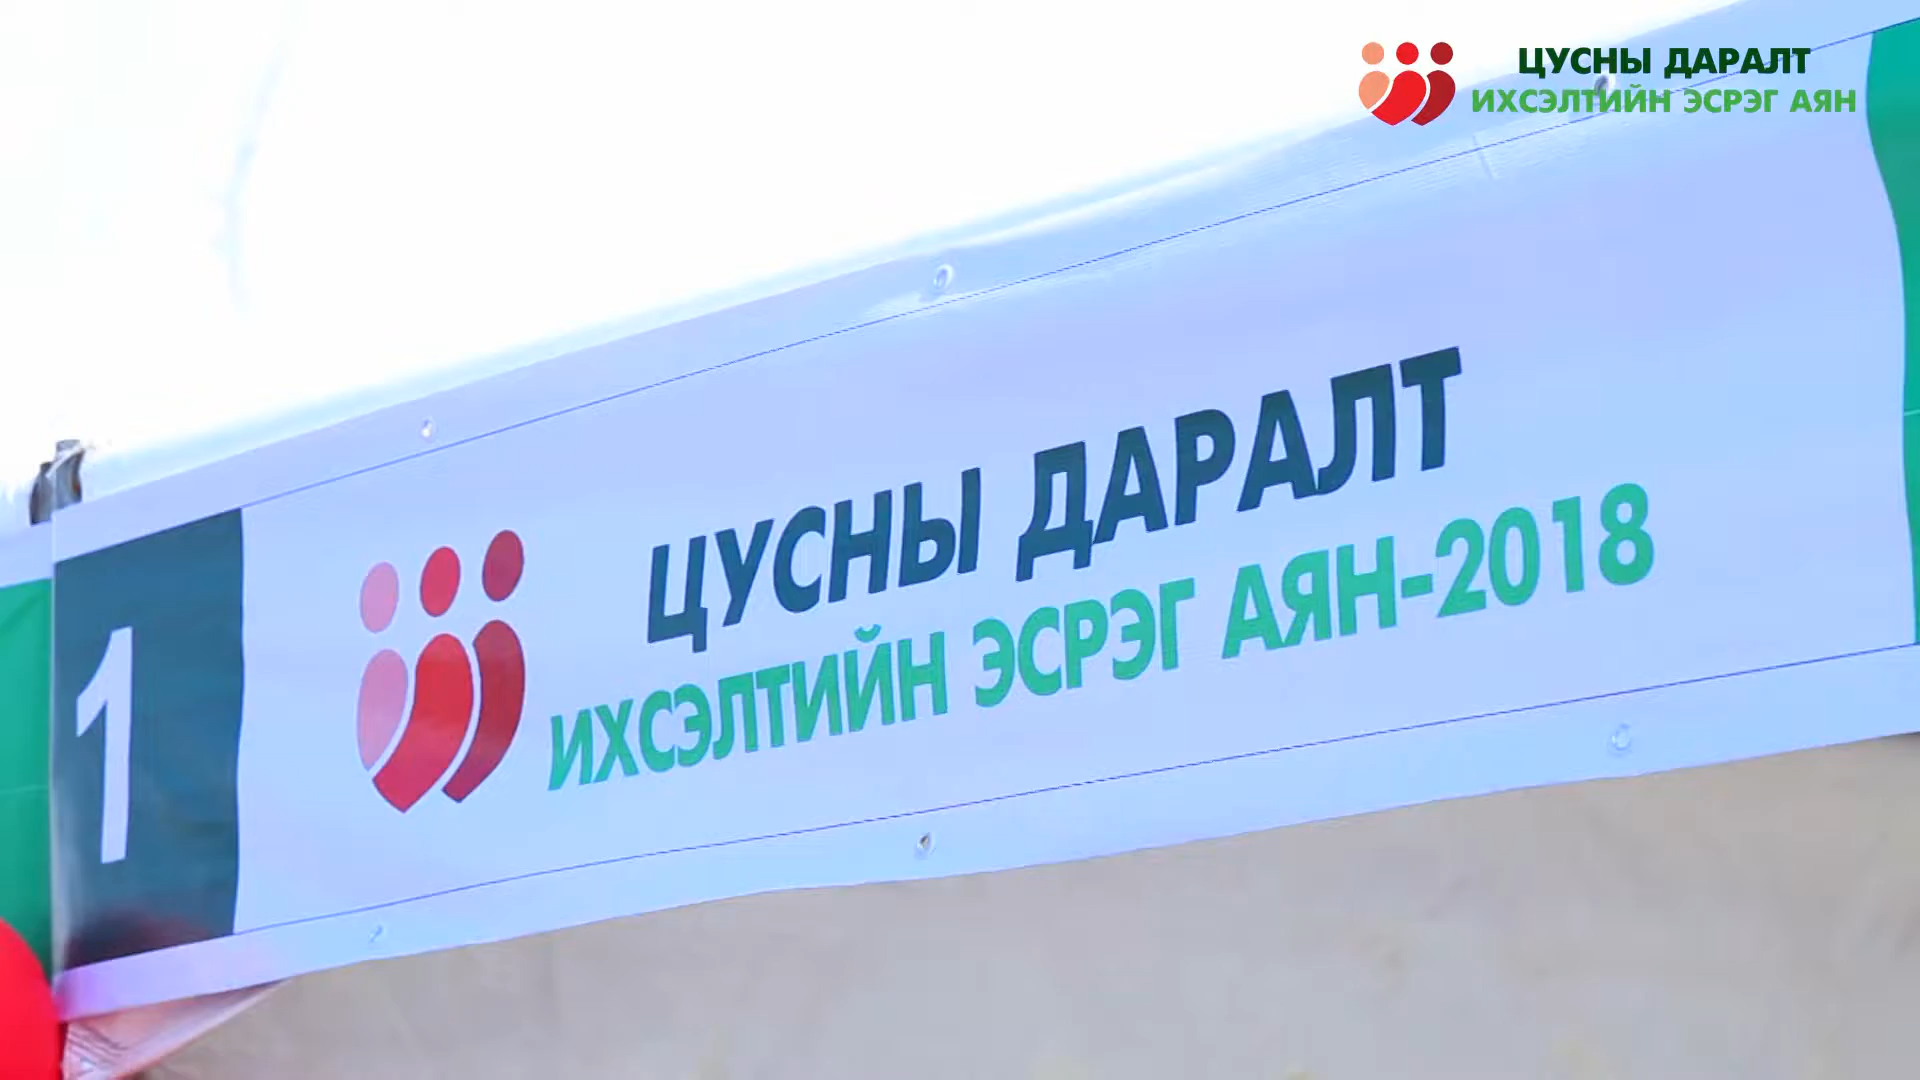 ЦУСНЫ ДАРАЛТ
ИХСЭЛТИЙН ЭСРЭГ АЯН
1
ЦУСНЫ ДАРАЛТ
ИХСЭЛТИЙН ЭСРЭГ АЯН-2018